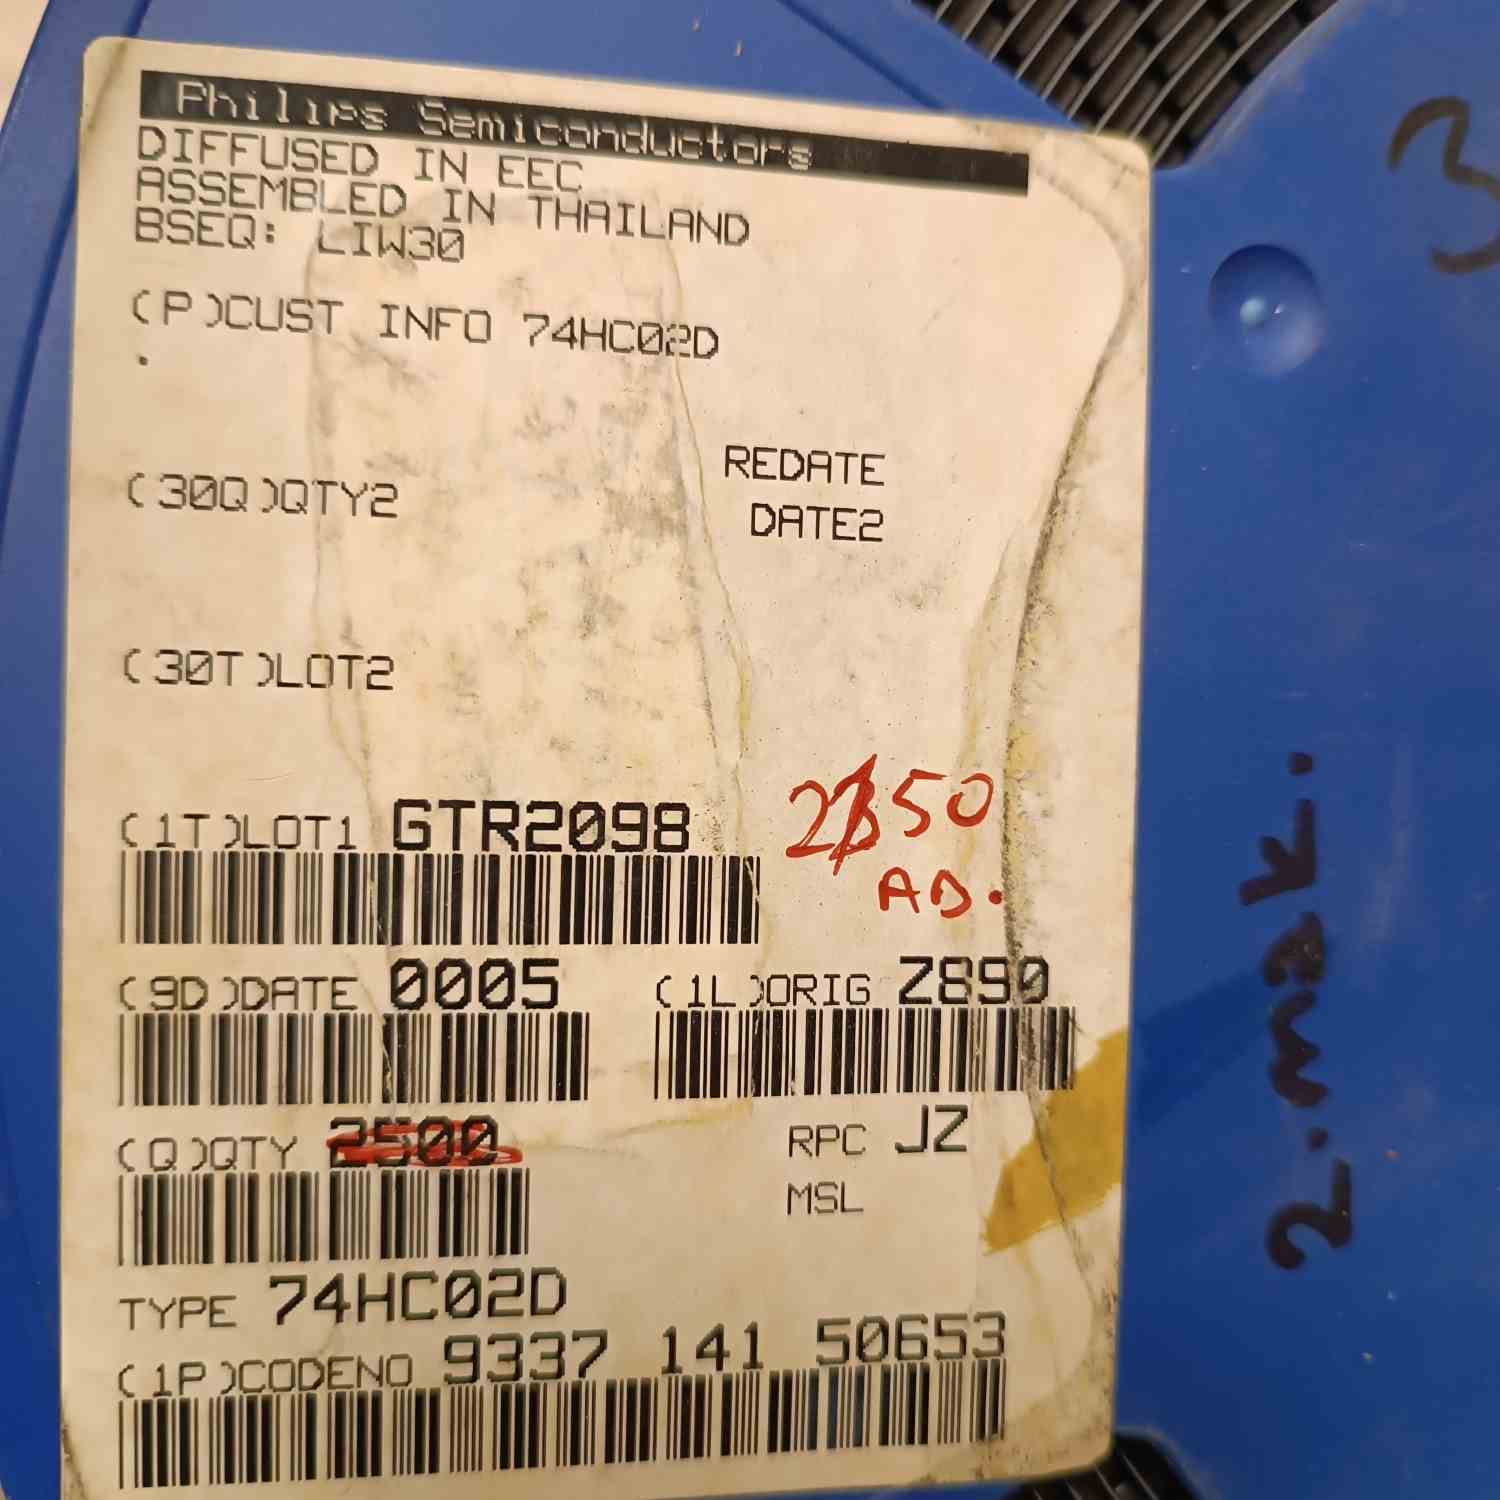 Philips Semiconductors
DIFFUSED IN EEC
ASSEMBLED IN THAILAND
BSEQ: LIW30
(P)CUST INFO 74HC02D
.
REDATE
(30Q)QTY2
DATE2
(30T)LOT2
(1T)LOT1 GTR2098
50
AD.
(9D)DATE 0005 (1L)ORIG Z890
(Q)QTY 2500
RPC JZ
MSL
TYPE 74HC02D
(1P)CODENO 9337 141 50653
3
2.